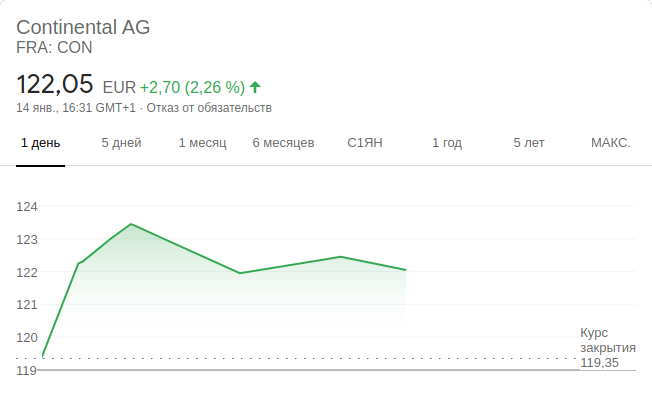 Continental AG
FRA: CON
122,05 EUR +2,70 (2,26 %)
14 янв., 16:31 GMT+1 · Отказ от обязательств
1 день 5 дней 1 месяц 6 месяцев С1ЯН 1 год 5 лет МАКС.
124
123
122
121
120
119
Курс
закрытия
119,35